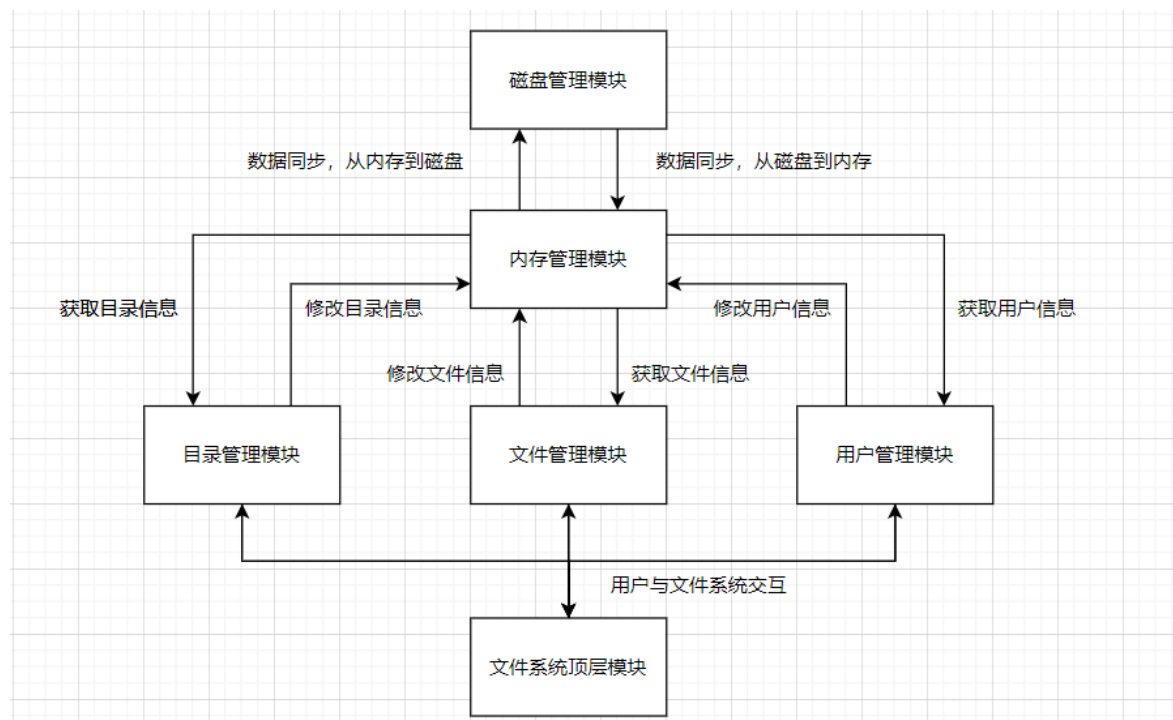 磁盘管理模块
数据同步，从内存到磁盘
数据同步，从磁盘到内存
内存管理模块
获取目录信息
修改目录信息
修改用户信息
获取用户信息
修改文件信息
获取文件信息
目录管理模块
文件管理模块
用户管理模块
用户与文件系统交互
文件系统顶层模块